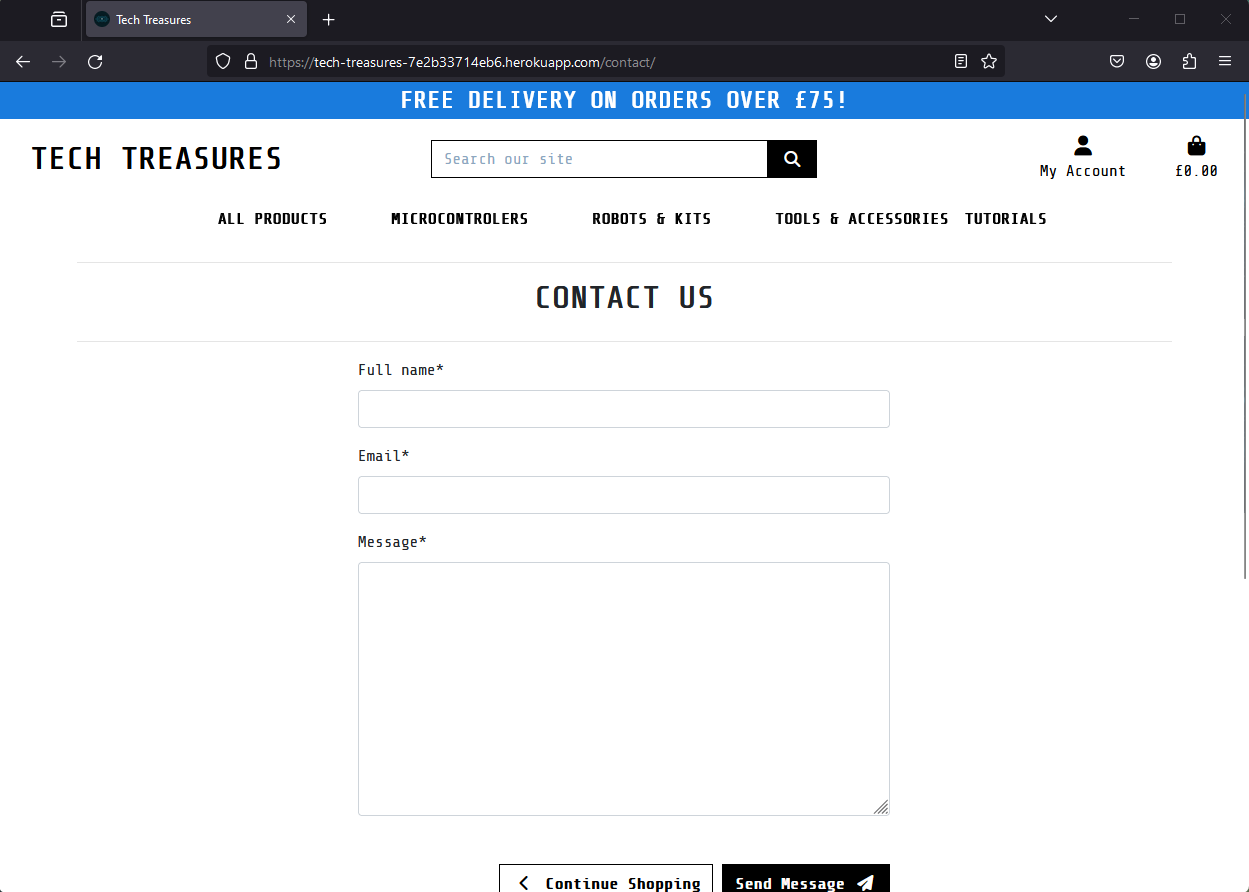 Tech Treasures
https://tech-treasures-7e2b33714eb6.herokuapp.com/contact/
FREE DELIVERY ON ORDERS OVER £75!
TECH TREASURES
Search our site
My Account
£0.00
ALL PRODUCTS MICROCONTROLERS ROBOTS & KITS TOOLS & ACCESSORIES TUTORIALS
CONTACT US
Full name*
Email*
Message*
Continue Shopping
Send Message